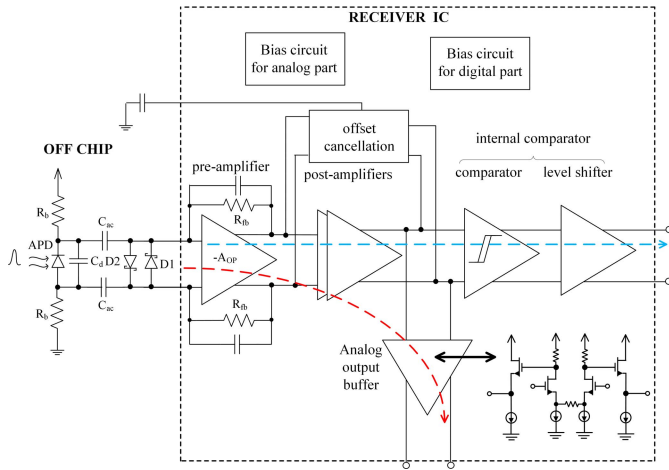 RECEIVER IC
Bias circuit
for analog part
Bias circuit
for digital part
offset
cancellation
OFF CHIP
internal comparator
pre-amplifier
post-amplifiers
comparator
level shifter
R_b
C_ac
R_fb
APD
C_d
D2
D1
-A_OP
C_ac
R_b
R_fb
Analog
output
buffer